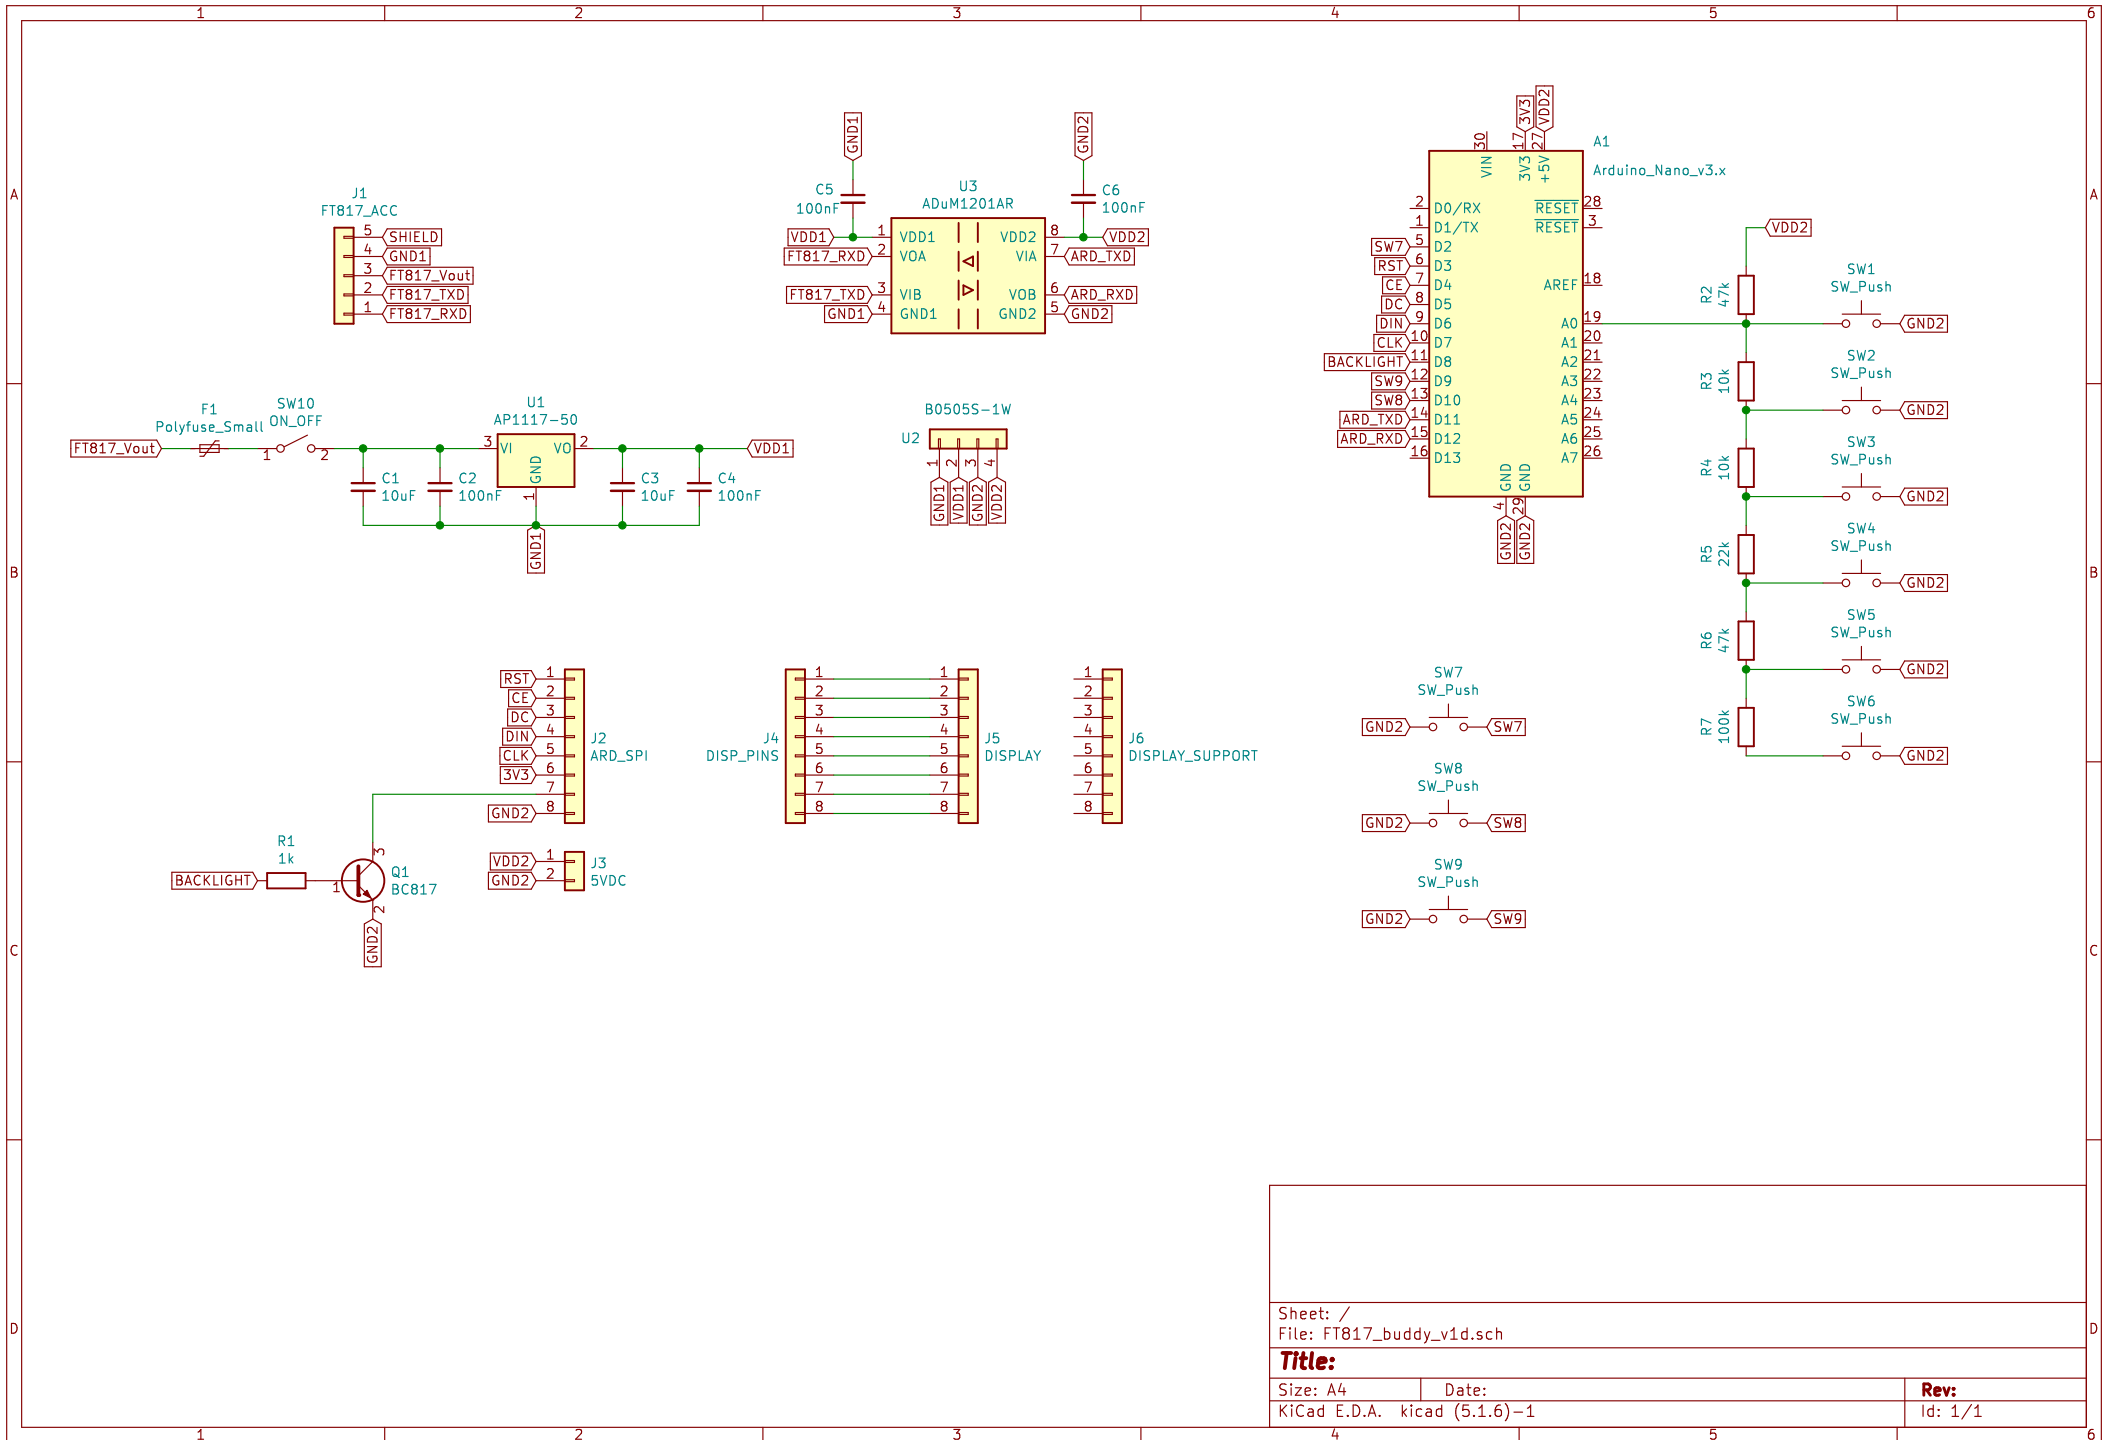 1 2 3 4 5 6
A
B
C
D
A
B
C
D
1 2 3 4 5 6
J1
FT817_ACC
5 SHIELD
4 GND1
3 FT817_Vout
2 FT817_TXD
1 FT817_RXD
GND1
C5
100nF
GND2
C6
100nF
U3
ADuM1201AR
VDD1 1 VDD1 VDD2 8 VDD2
FT817_RXD 2 VOA VIA 7 ARD_TXD
FT817_TXD 3 VIB VOB 6 ARD_RXD
GND1 4 GND1 GND2 5 GND2
3V3
VDD2
30 17 27
VIN 3V3 +5V
A1
Arduino_Nano_v3.x
2 D0/RX RESET 28
1 D1/TX RESET 3
SW7 5 D2
RST 6 D3
CE 7 D4 AREF 18
DC 8 D5
DIN 9 D6 A0 19
CLK 10 D7 A1 20
BACKLIGHT 11 D8 A2 21
SW9 12 D9 A3 22
SW8 13 D10 A4 23
ARD_TXD 14 D11 A5 24
ARD_RXD 15 D12 A6 25
16 D13 A7 26
GND GND
4 29
GND2 GND2
VDD2
R2
47k
SW1
SW_Push
GND2
R3
10k
SW2
SW_Push
GND2
R4
10k
SW3
SW_Push
GND2
R5
22k
SW4
SW_Push
GND2
R6
47k
SW5
SW_Push
GND2
R7
100k
SW6
SW_Push
GND2
FT817_Vout
F1
Polyfuse_Small
SW10
ON_OFF
1 2
C1
10uF
C2
100nF
U1
AP1117-50
3 VI VO 2
GND
1
GND1
C3
10uF
C4
100nF
VDD1
B0505S-1W
U2
1 2 3 4
GND1 VDD1 GND2 VDD2
RST 1
CE 2
DC 3
DIN 4
CLK 5
3V3 6
7
GND2 8
J2
ARD_SPI
VDD2 1
GND2 2
J3
5VDC
BACKLIGHT
R1
1k
1
3
2
Q1
BC817
GND2
J4
DISP_PINS
1 1
2 2
3 3
4 4
5 5
6 6
7 7
8 8
J5
DISPLAY
1
2
3
4
5
6
7
8
J6
DISPLAY_SUPPORT
SW7
SW_Push
GND2 SW7
SW8
SW_Push
GND2 SW8
SW9
SW_Push
GND2 SW9
Sheet: /
File: FT817_buddy_v1d.sch
Title:
Size: A4 Date: Rev:
KiCad E.D.A. kicad (5.1.6)-1 Id: 1/1